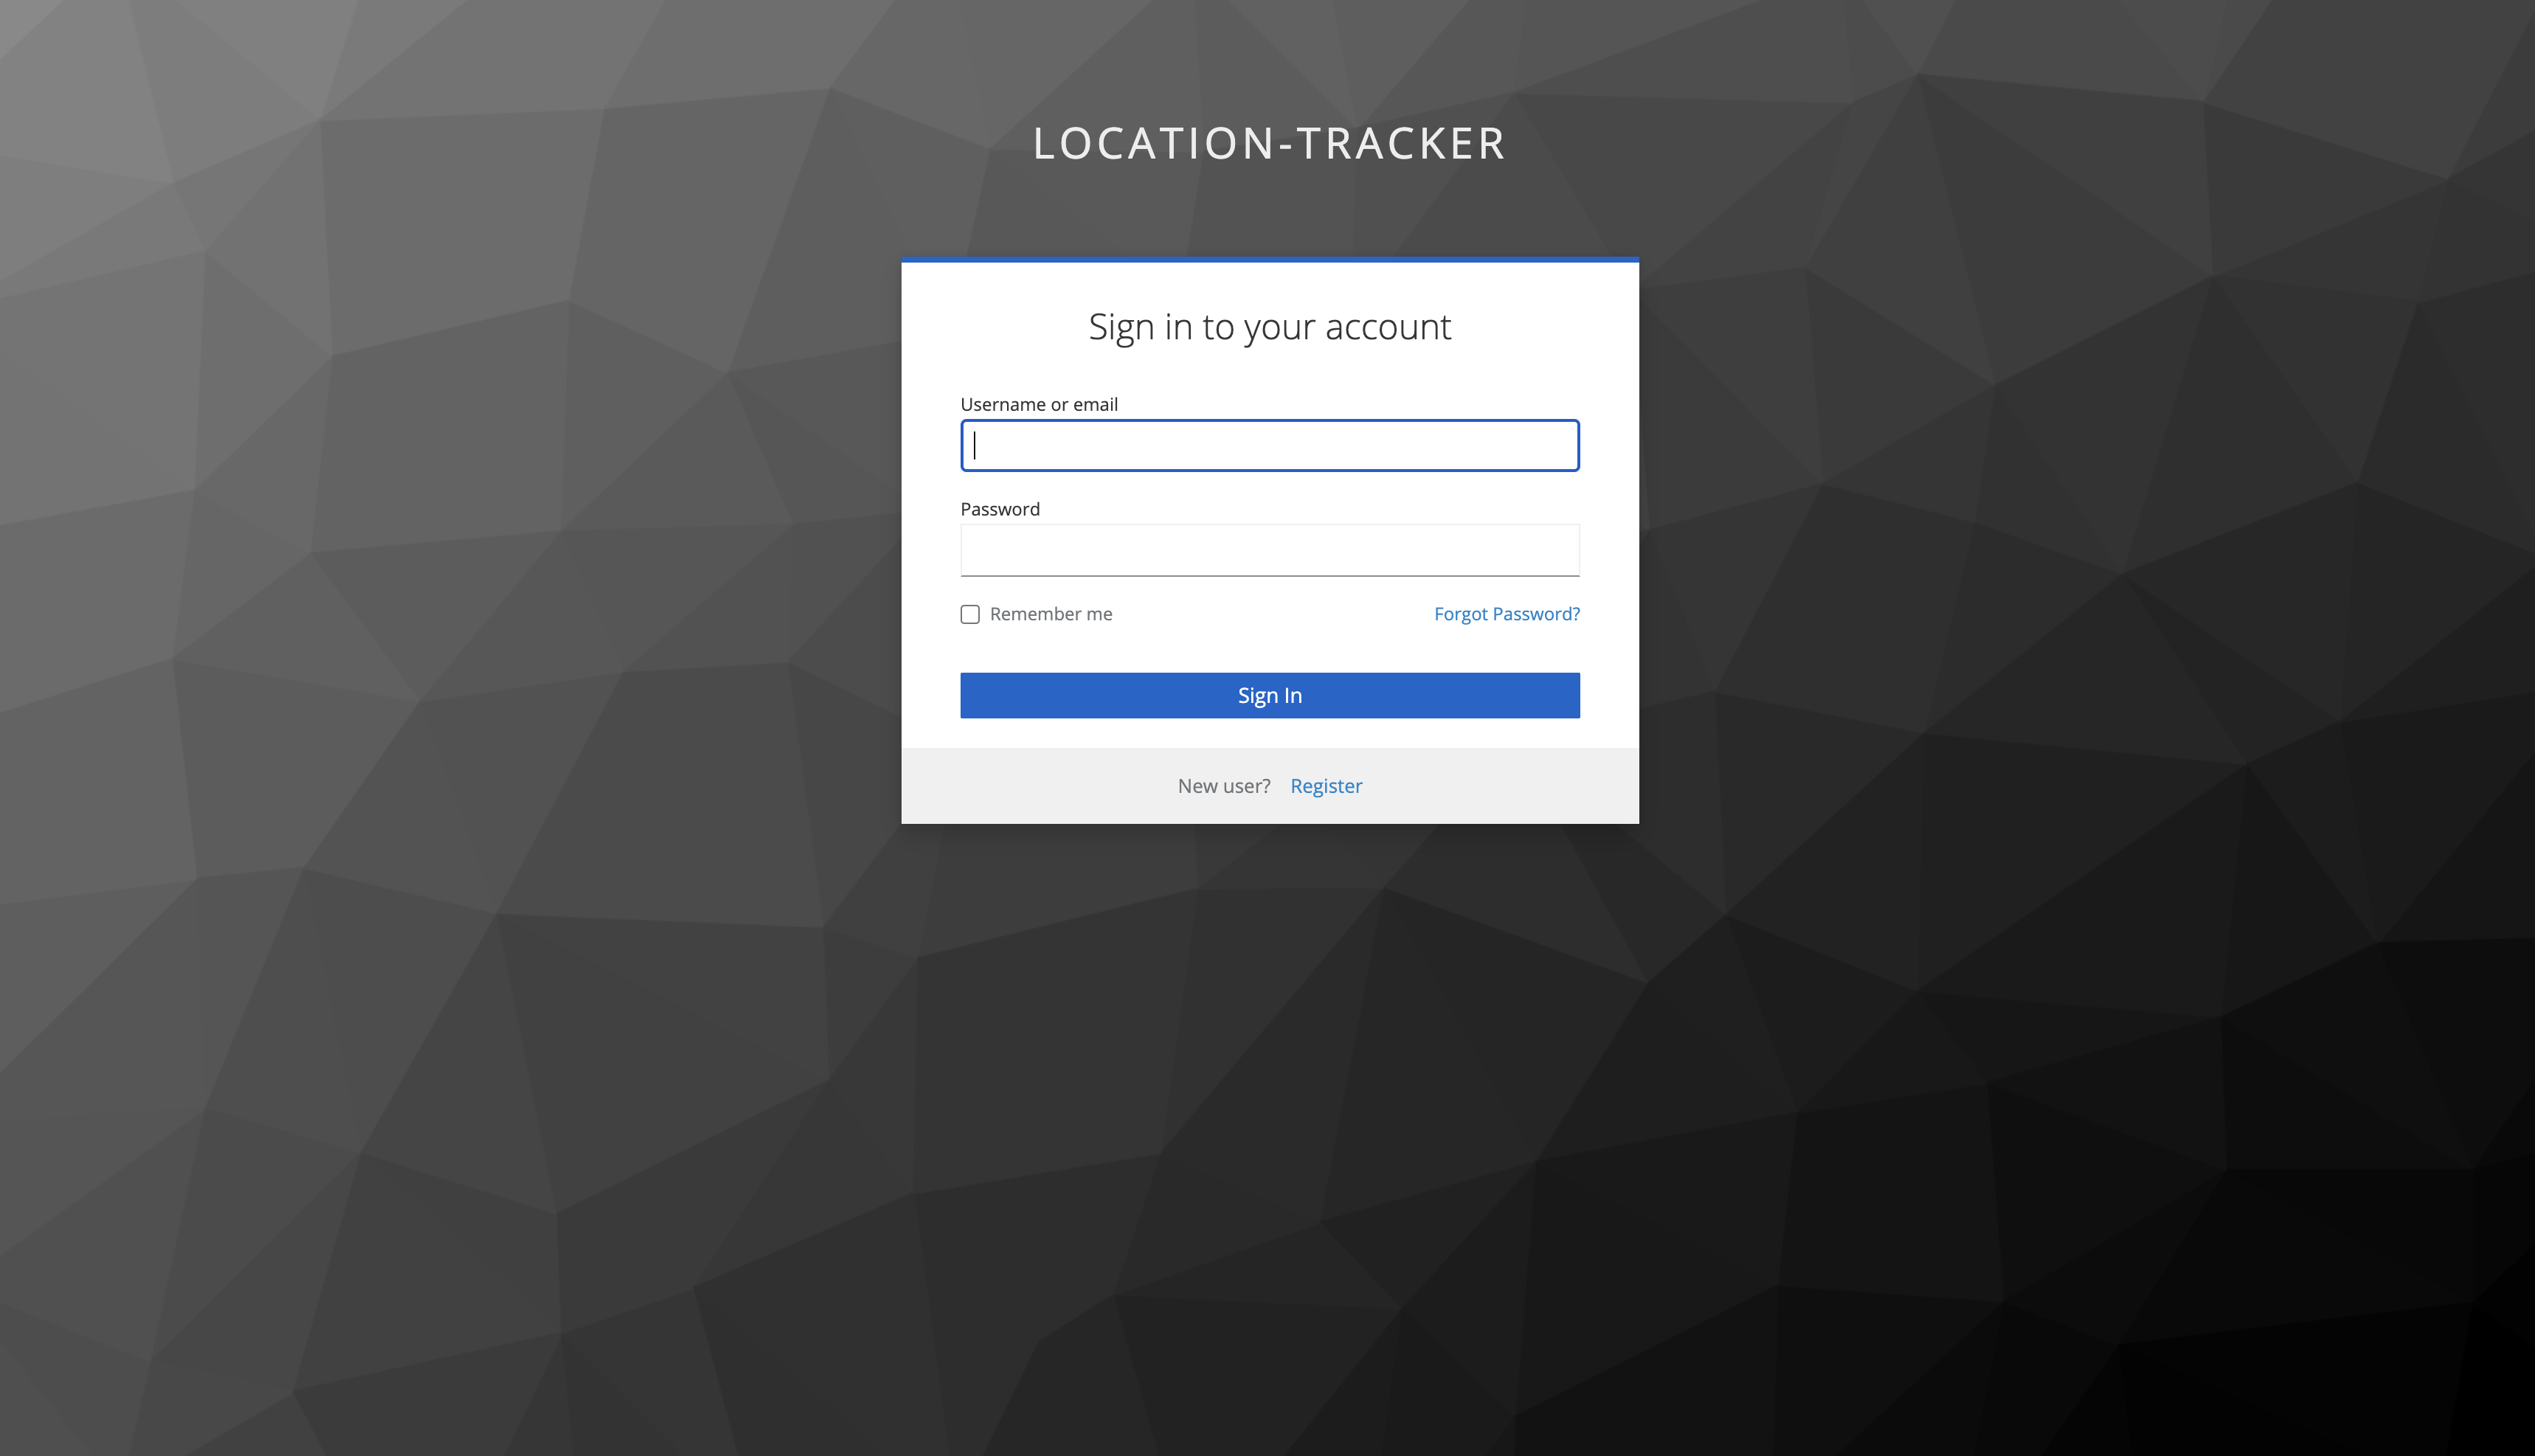 LOCATION-TRACKER
Sign in to your account
Username or email
Password
Remember me
Forgot Password?
Sign In
New user? Register